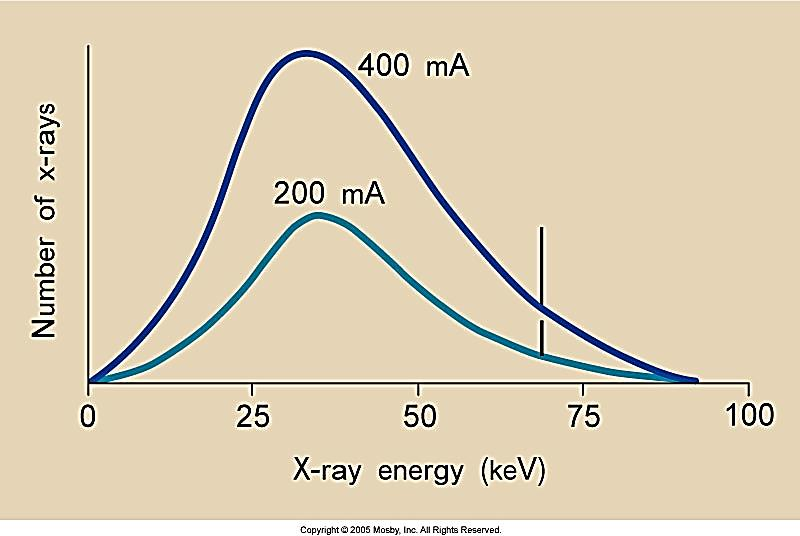 400 mA
200 mA
Number of x-rays
0 25 50 75 100
X-ray energy (keV)
Copyright © 2005 Mosby, Inc. All Rights Reserved.